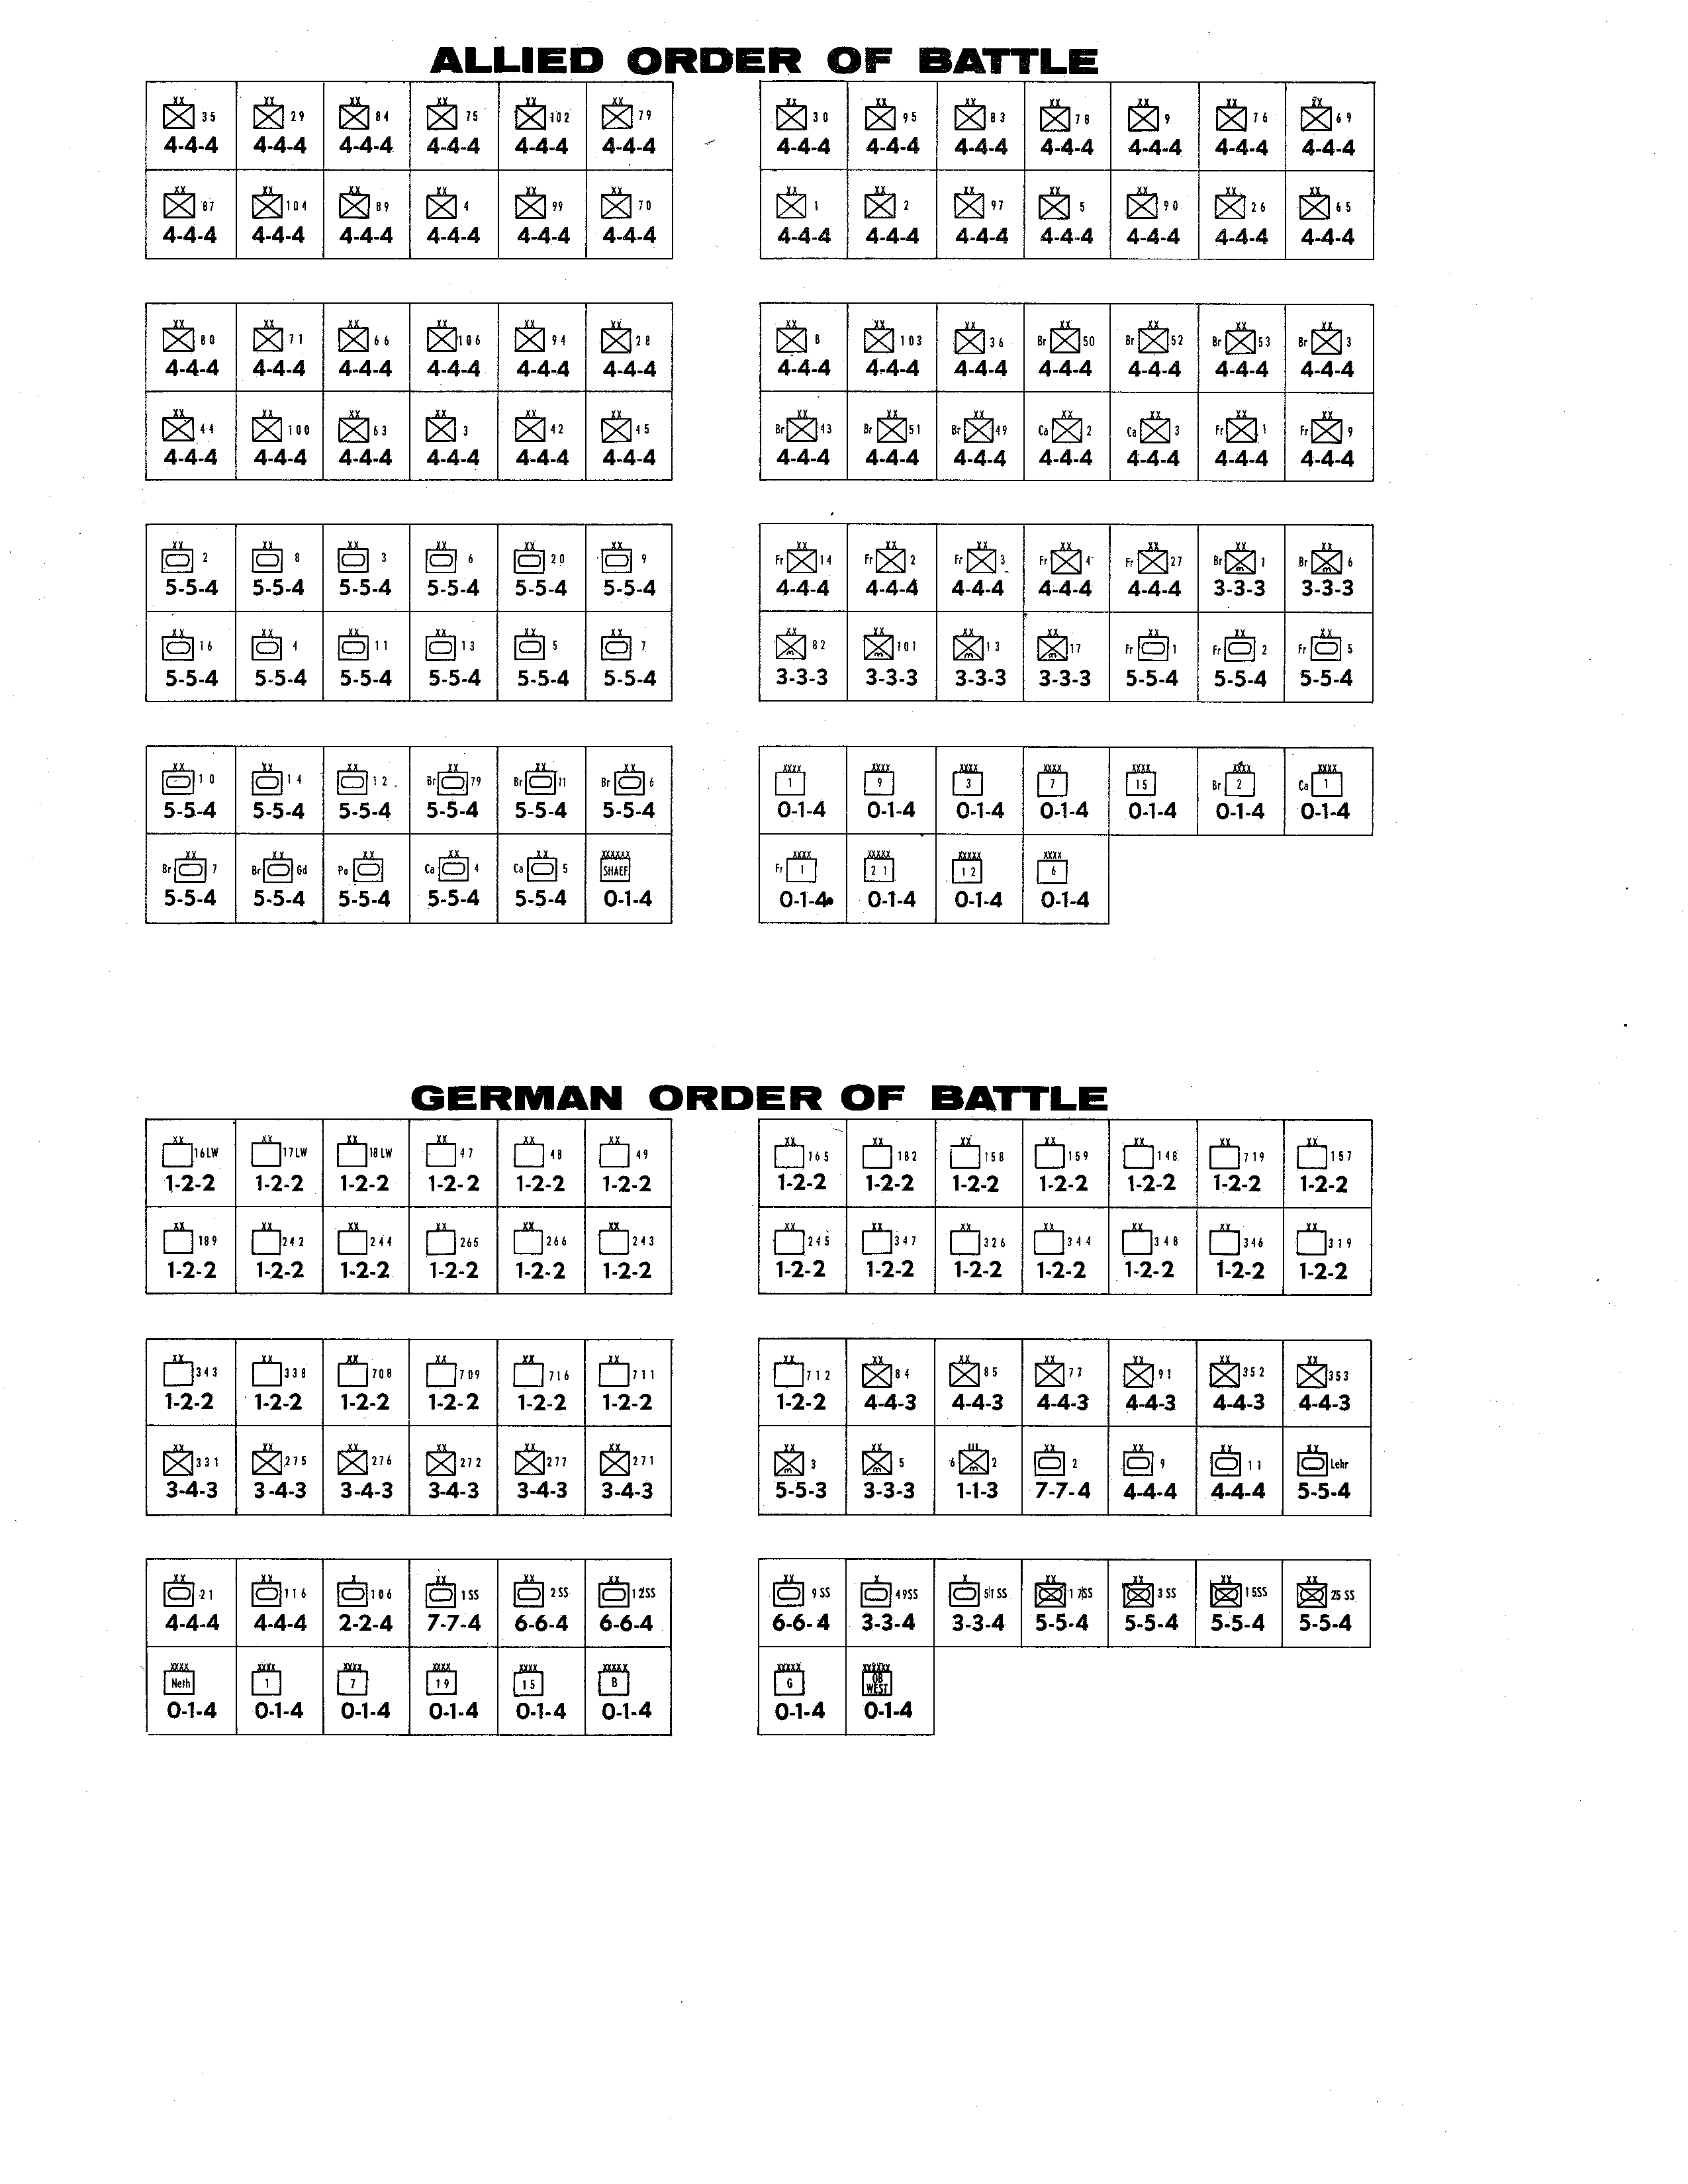 ALLIED ORDER OF BATTLE
XX XX XX XX XX XX
35 29 84 75 102 79
4-4-4 4-4-4 4-4-4 4-4-4 4-4-4 4-4-4
XX XX XX XX XX XX
87 104 89 4 99 70
4-4-4 4-4-4 4-4-4 4-4-4 4-4-4 4-4-4
XX XX XX XX XX XX XX
30 95 83 78 9 76 69
4-4-4 4-4-4 4-4-4 4-4-4 4-4-4 4-4-4 4-4-4
XX XX XX XX XX XX XX
1 2 97 5 90 26 65
4-4-4 4-4-4 4-4-4 4-4-4 4-4-4 4-4-4 4-4-4
XX XX XX XX XX XX
80 71 66 106 94 28
4-4-4 4-4-4 4-4-4 4-4-4 4-4-4 4-4-4
XX XX XX XX XX XX
44 100 63 3 42 45
4-4-4 4-4-4 4-4-4 4-4-4 4-4-4 4-4-4
XX XX XX XX XX XX XX
8 103 36 Br 50 Br 52 Br 53 Br 3
4-4-4 4-4-4 4-4-4 4-4-4 4-4-4 4-4-4 4-4-4
XX XX XX XX XX XX XX
Br 43 Br 51 Br 49 Ca 2 Ca 3 Fr 1 Fr 9
4-4-4 4-4-4 4-4-4 4-4-4 4-4-4 4-4-4 4-4-4
XX XX XX XX XX XX
2 8 3 6 20 9
5-5-4 5-5-4 5-5-4 5-5-4 5-5-4 5-5-4
XX XX XX XX XX XX
16 4 11 13 5 7
5-5-4 5-5-4 5-5-4 5-5-4 5-5-4 5-5-4
XX XX XX XX XX XX XX
Fr 14 Fr 2 Fr 3 Fr 4 Fr 27 Br 1 Br 6
4-4-4 4-4-4 4-4-4 4-4-4 4-4-4 3-3-3 3-3-3
XX XX XX XX XX XX XX
82 101 13 17 Fr 1 Fr 2 Fr 5
3-3-3 3-3-3 3-3-3 3-3-3 5-5-4 5-5-4 5-5-4
XX XX XX XX XX XX
10 14 12 Br 79 Br 11 Br 6
5-5-4 5-5-4 5-5-4 5-5-4 5-5-4 5-5-4
XX XX XX XX XX XXXXXX
Br 7 Br Gd Po Ca 4 Ca 5 SHAEF
5-5-4 5-5-4 5-5-4 5-5-4 5-5-4 0-1-4
XXXX XXXX XXXX XXXX XXXX XXXX XXXX
1 9 3 7 15 Br 2 Ca 1
0-1-4 0-1-4 0-1-4 0-1-4 0-1-4 0-1-4 0-1-4
XXXX XXXXX XXXXX XXXX
Fr 1 21 12 6
0-1-4 0-1-4 0-1-4 0-1-4
GERMAN ORDER OF BATTLE
XX XX XX XX XX XX
16LW 17LW 18LW 47 48 49
1-2-2 1-2-2 1-2-2 1-2-2 1-2-2 1-2-2
XX XX XX XX XX XX
189 242 244 265 266 243
1-2-2 1-2-2 1-2-2 1-2-2 1-2-2 1-2-2
XX XX XX XX XX XX XX
165 182 158 159 148 719 157
1-2-2 1-2-2 1-2-2 1-2-2 1-2-2 1-2-2 1-2-2
XX XX XX XX XX XX XX
245 347 326 344 348 346 319
1-2-2 1-2-2 1-2-2 1-2-2 1-2-2 1-2-2 1-2-2
XX XX XX XX XX XX
343 338 708 709 716 711
1-2-2 1-2-2 1-2-2 1-2-2 1-2-2 1-2-2
XX XX XX XX XX XX
331 275 276 272 277 271
3-4-3 3-4-3 3-4-3 3-4-3 3-4-3 3-4-3
XX XX XX XX XX XX XX
712 84 85 77 91 352 353
1-2-2 4-4-3 4-4-3 4-4-3 4-4-3 4-4-3 4-4-3
XX XX III XX XX XX XX
3 5 6 2 2 9 11 Lehr
5-5-3 3-3-3 1-1-3 7-7-4 4-4-4 4-4-4 5-5-4
XX XX X XX XX XX
21 116 106 1SS 2SS 12SS
4-4-4 4-4-4 2-2-4 7-7-4 6-6-4 6-6-4
XXXX XXXX XXXX XXXX XXXX XXXXX
Neth 1 7 19 15 B
0-1-4 0-1-4 0-1-4 0-1-4 0-1-4 0-1-4
XX X X XX XX XX XX
9SS 49SS 51SS 17SS 3SS 15SS 25SS
6-6-4 3-3-4 3-3-4 5-5-4 5-5-4 5-5-4 5-5-4
XXXXX XXXXXX
G OB WEST
0-1-4 0-1-4